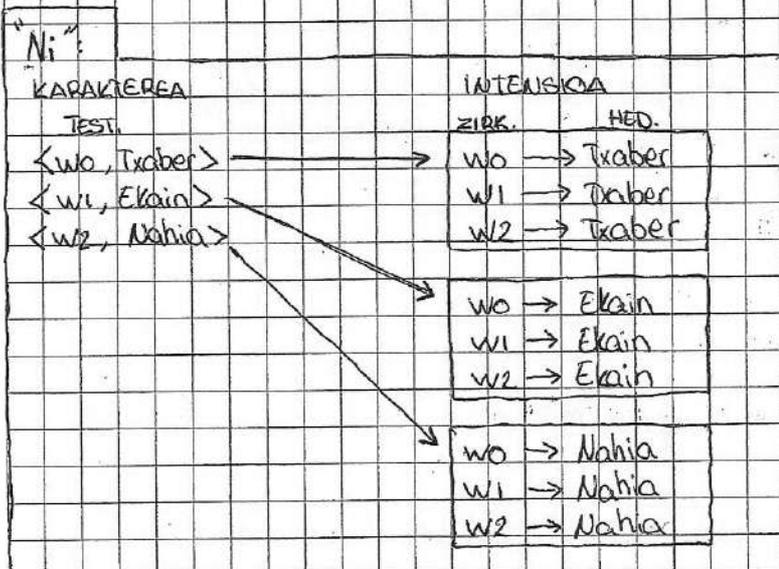 "Ni":
KARAKTEREA INTENSIOA
TEST. ZIRK. HED.
<w0, Txaber> → w0 → Txaber
<w1, Ekain> w1 → Txaber
<w2, Nahia> w2 → Txaber
w0 → Ekain
w1 → Ekain
w2 → Ekain
w0 → Nahia
w1 → Nahia
w2 → Nahia